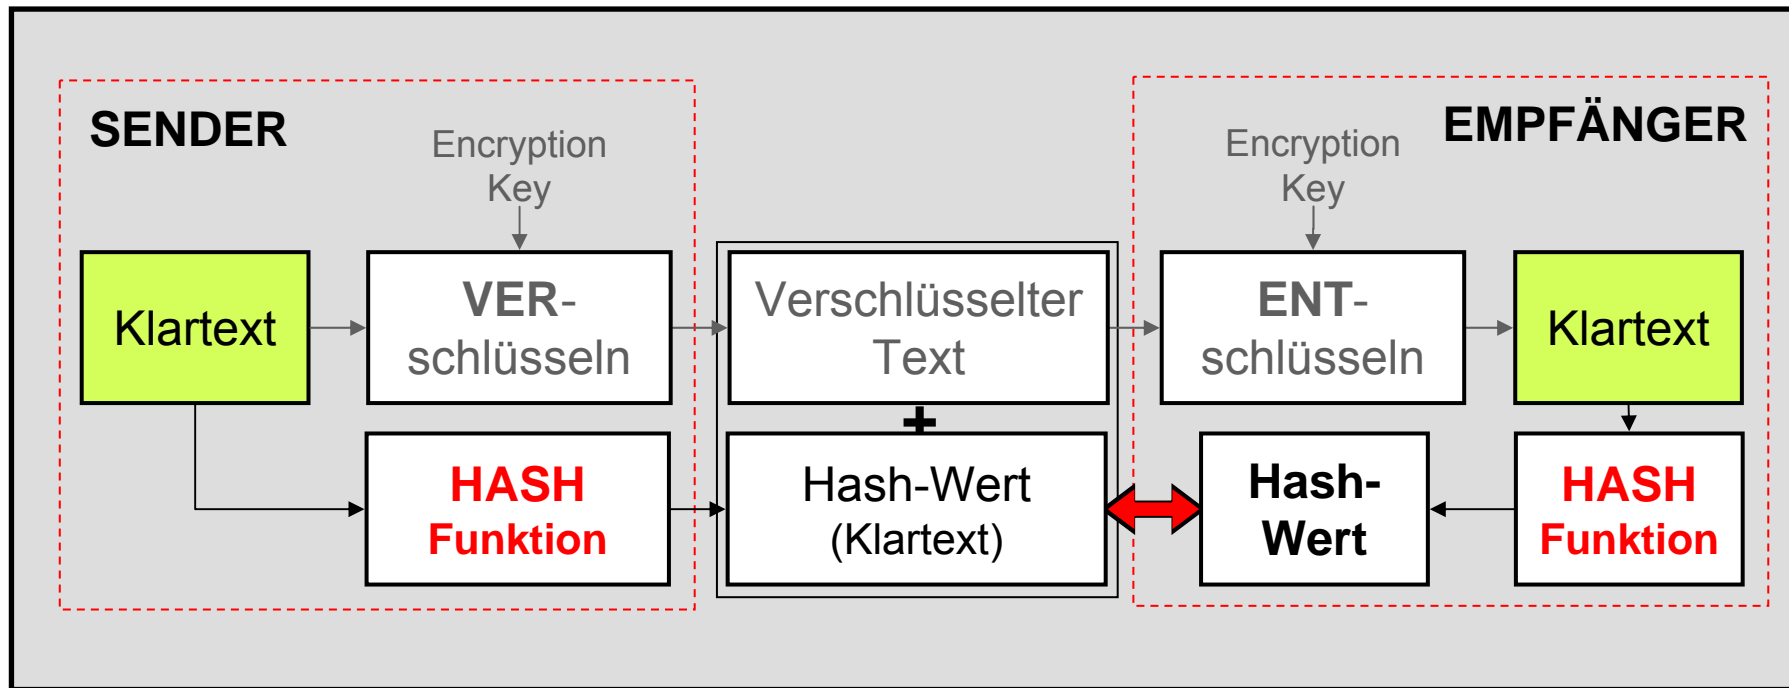 SENDER
Encryption
Key
EMPFÄNGER
Encryption
Key
Klartext
VER-
schlüsseln
Verschlüsselter
Text
ENT-
schlüsseln
Klartext
+
HASH
Funktion
Hash-Wert
(Klartext)
Hash-
Wert
HASH
Funktion